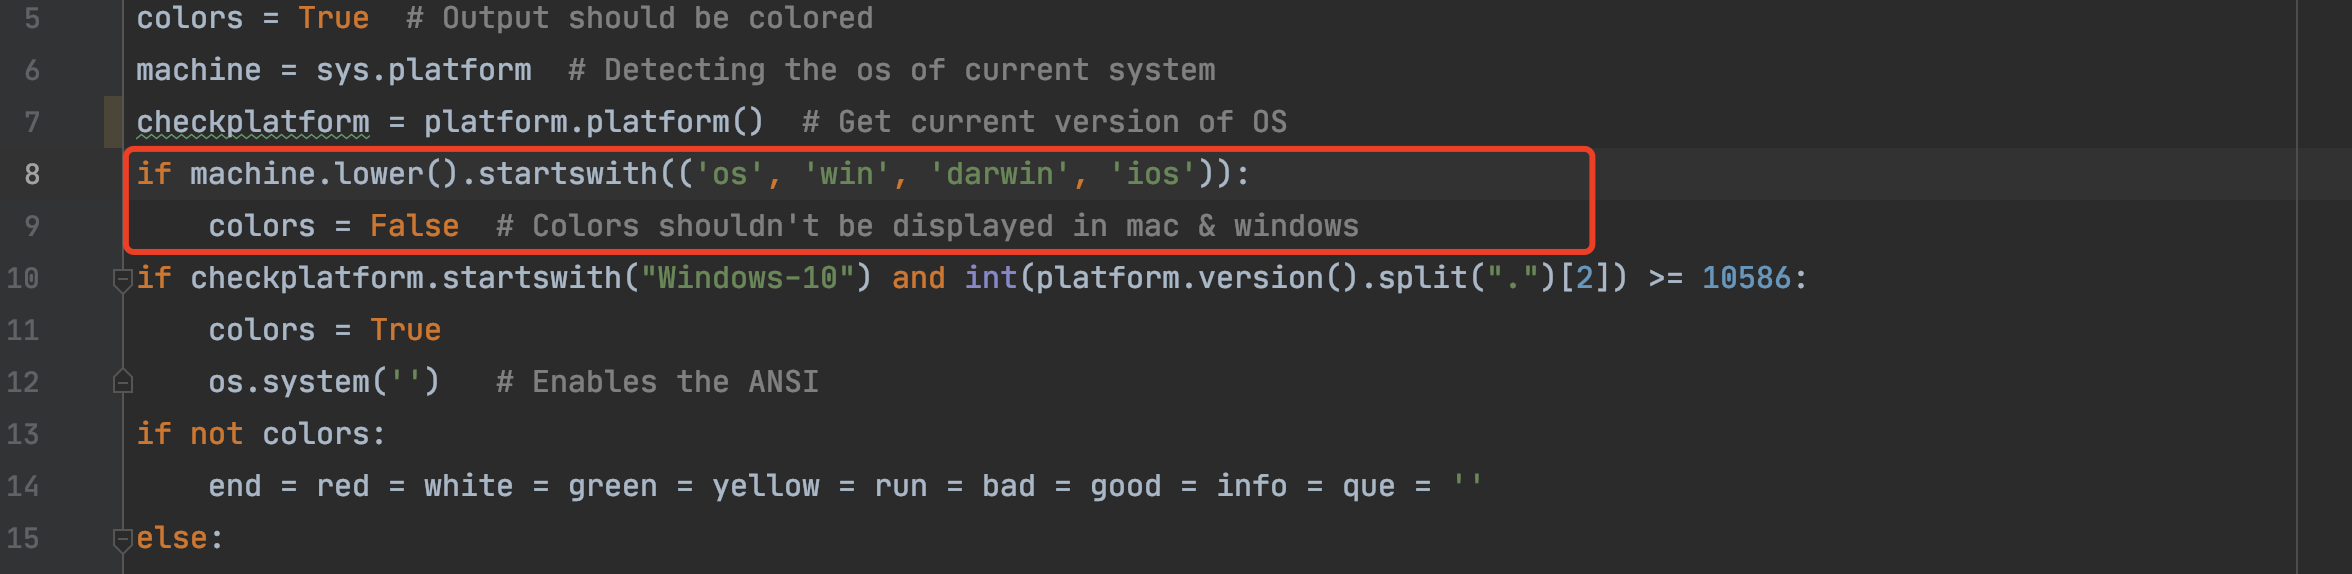 5 colors = True  # Output should be colored
6 machine = sys.platform  # Detecting the os of current system
7 checkplatform = platform.platform()  # Get current version of OS
8 if machine.lower().startswith(('os', 'win', 'darwin', 'ios')):
9     colors = False  # Colors shouldn't be displayed in mac & windows
10 if checkplatform.startswith("Windows-10") and int(platform.version().split(".")[2]) >= 10586:
11     colors = True
12     os.system('')   # Enables the ANSI
13 if not colors:
14     end = red = white = green = yellow = run = bad = good = info = que = ''
15 else: